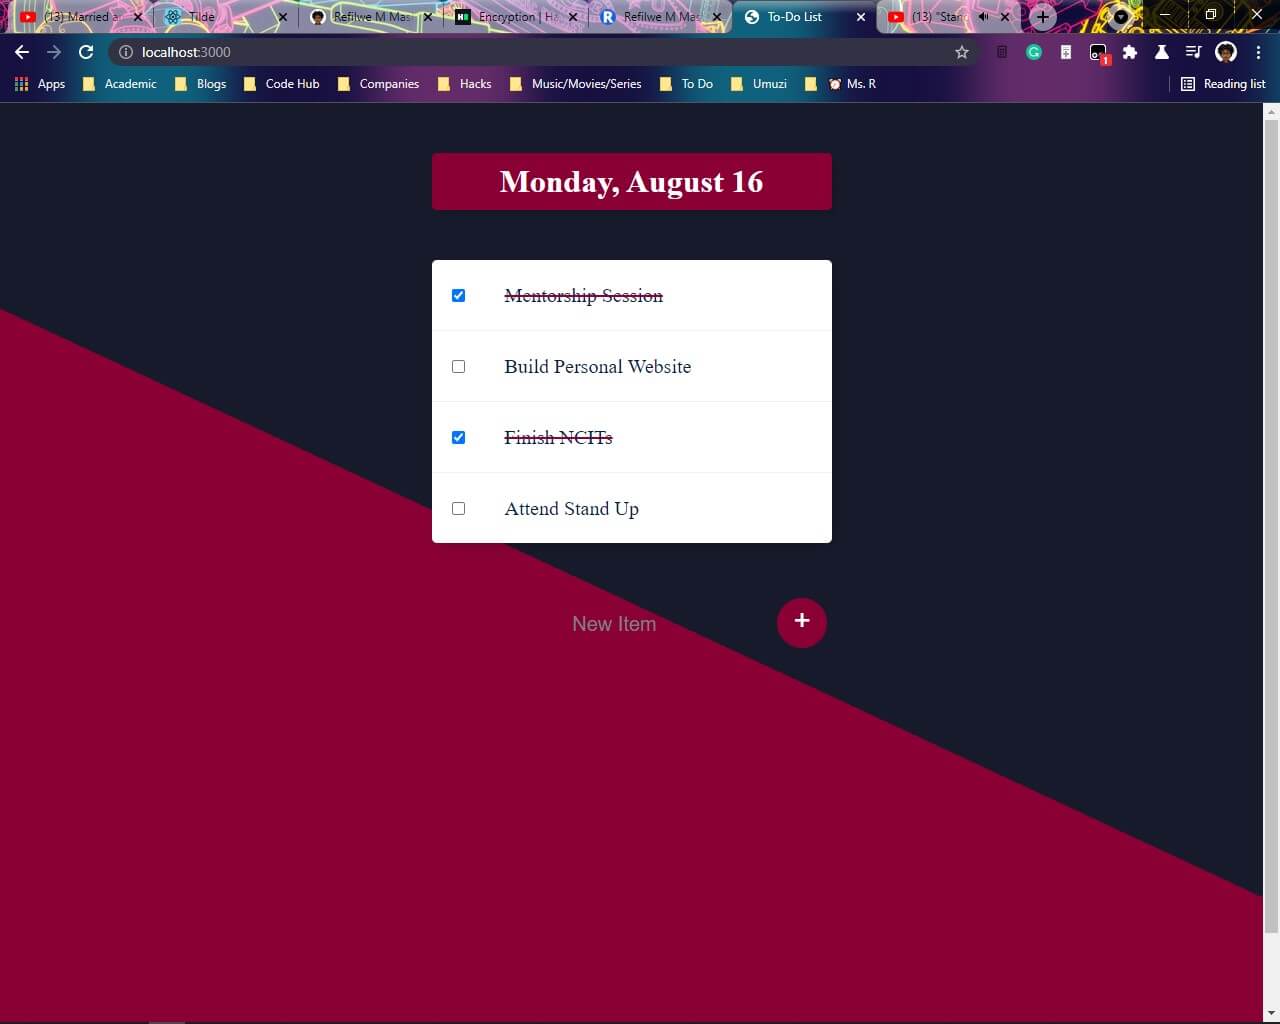 (13) Married a
Tilde
Refilwe M Mas
Encryption | Ha
Refilwe M Mas
To-Do List
(13) "Stan
localhost:3000
1
Apps
Academic
Blogs
Code Hub
Companies
Hacks
Music/Movies/Series
To Do
Umuzi
Ms. R
Reading list
Monday, August 16
Mentorship Session
Build Personal Website
Finish NCITs
Attend Stand Up
New Item
+